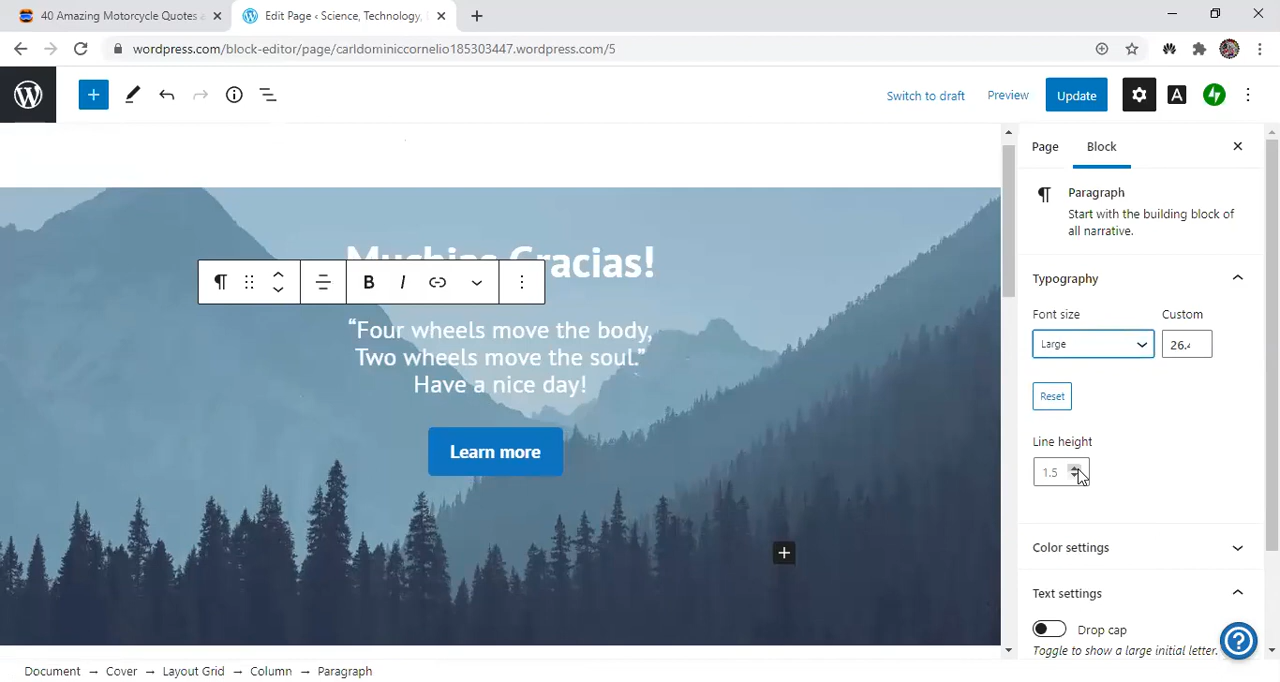 40 Amazing Motorcycle Quotes
Edit Page ‹ Science, Technology,
wordpress.com/block-editor/page/carldominiccornelio185303447.wordpress.com/5
Switch to draft
Preview
Update
A
Page
Block
Paragraph
Start with the building block of
all narrative.
Typography
Font size
Custom
Large
26.
Reset
Line height
1.5
Color settings
Text settings
Drop cap
Toggle to show a large initial letter.
Gracias!
B I
“Four wheels move the body,
Two wheels move the soul.”
Have a nice day!
Learn more
Document → Cover → Layout Grid → Column → Paragraph